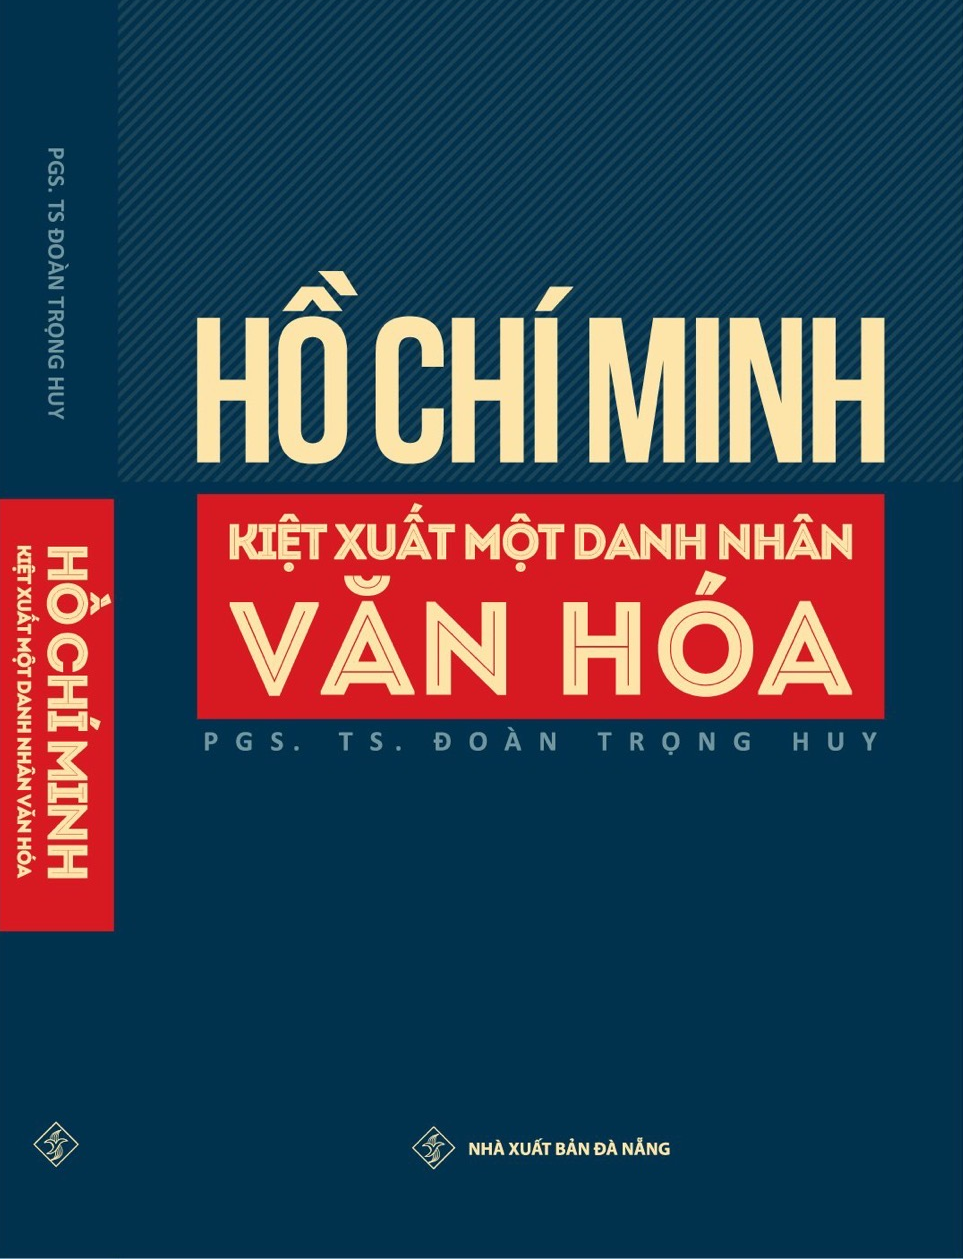 PGS. TS ĐOÀN TRỌNG HUY
HỒ CHÍ MINH
KIỆT XUẤT MỘT DANH NHÂN VĂN HÓA
HỒ CHÍ MINH
KIỆT XUẤT MỘT DANH NHÂN
VĂN HÓA
PGS. TS. ĐOÀN TRỌNG HUY
NHÀ XUẤT BẢN ĐÀ NẴNG